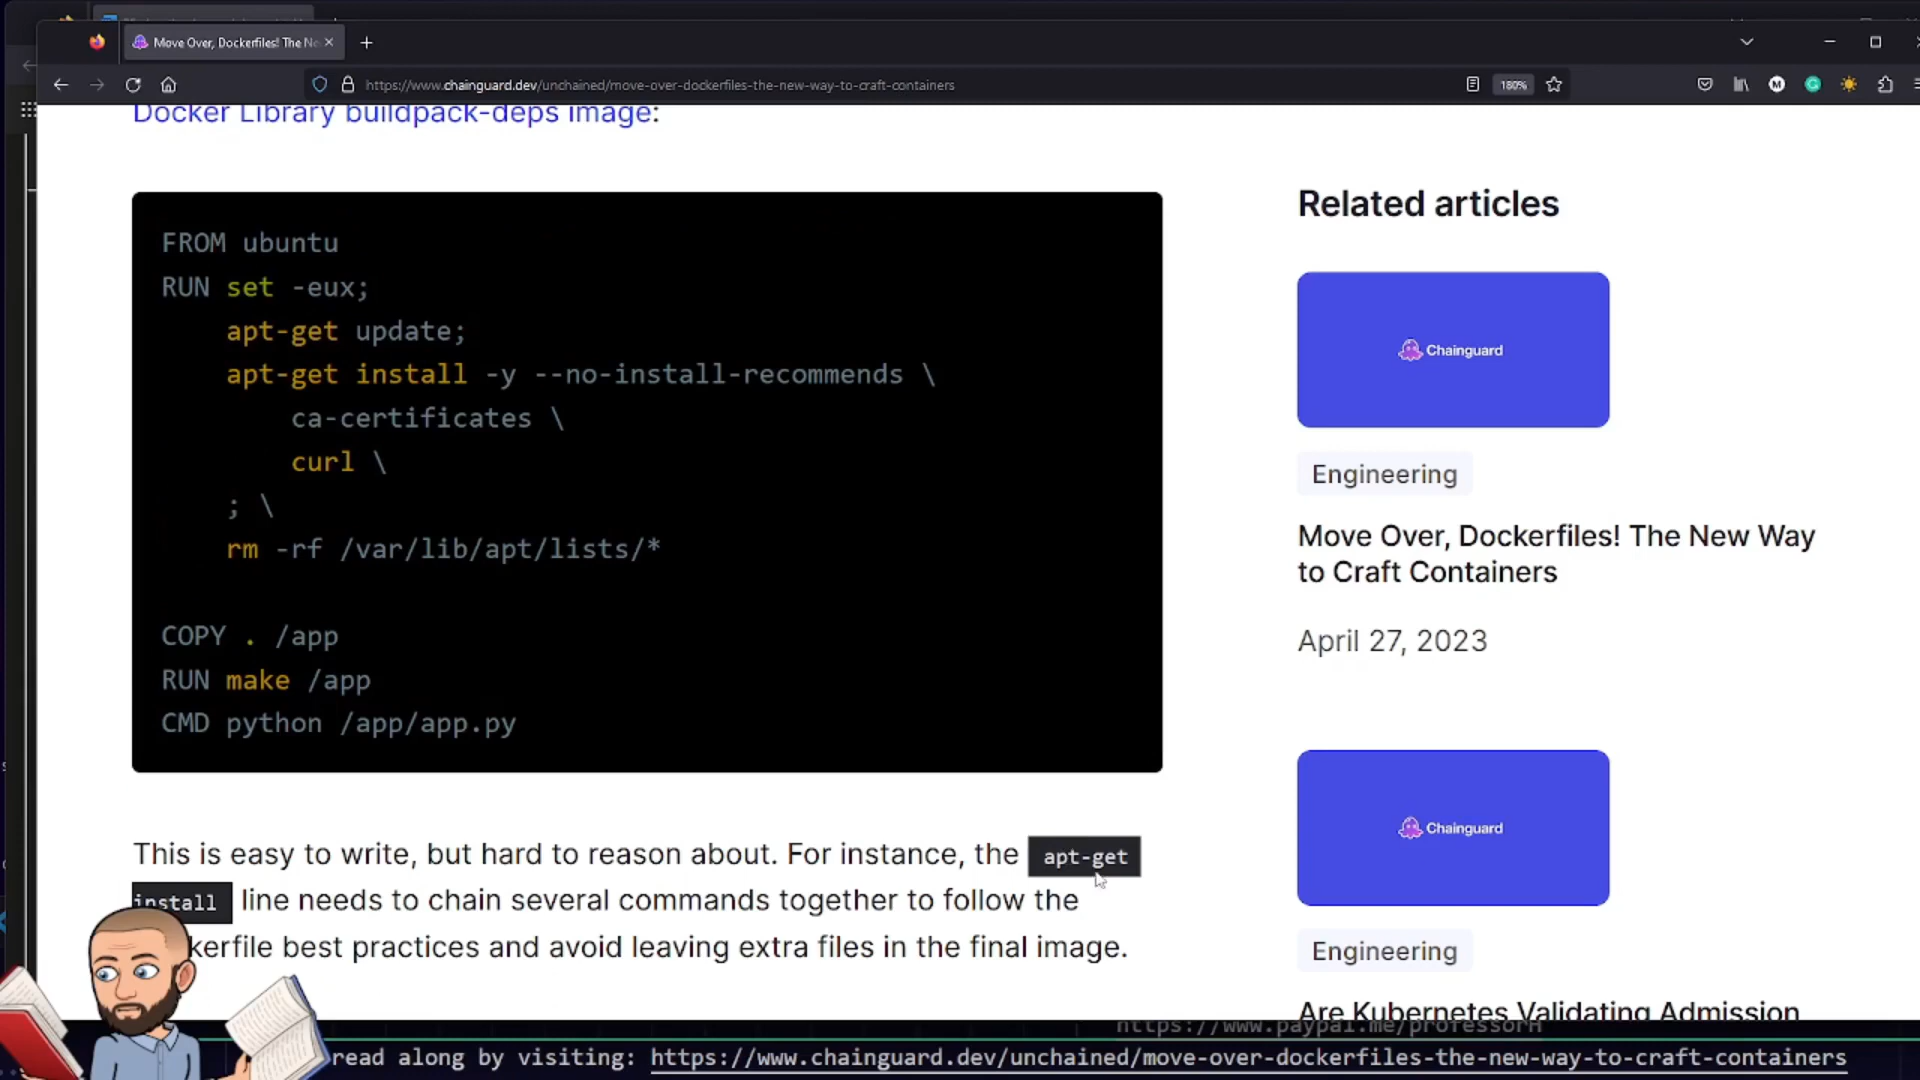 Move Over, Dockerfiles! The Ne
https://www.chainguard.dev/unchained/move-over-dockerfiles-the-new-way-to-craft-containers
180%
Docker Library buildpack-deps image:
FROM ubuntu
RUN set -eux;
apt-get update;
apt-get install -y --no-install-recommends \
ca-certificates \
curl \
; \
rm -rf /var/lib/apt/lists/*
COPY . /app
RUN make /app
CMD python /app/app.py
This is easy to write, but hard to reason about. For instance, the apt-get
install line needs to chain several commands together to follow the
kerfile best practices and avoid leaving extra files in the final image.
Related articles
Chainguard
Engineering
Move Over, Dockerfiles! The New Way
to Craft Containers
April 27, 2023
Chainguard
Engineering
Are Kubernetes Validating Admission
https://www.paypal.me/professorH
read along by visiting: https://www.chainguard.dev/unchained/move-over-dockerfiles-the-new-way-to-craft-containers